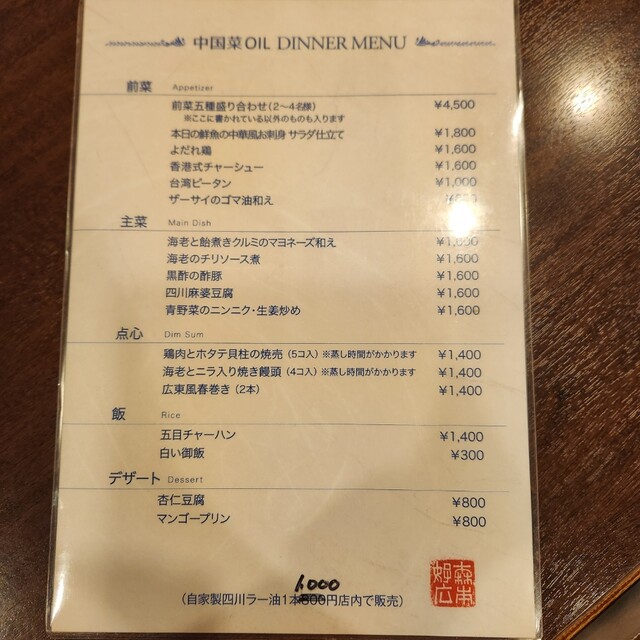 中国菜OIL DINNER MENU
前菜 Appetizer
前菜五種盛り合わせ(2〜4名様) ¥4,500
※ここに書かれている以外のものも入ります
本日の鮮魚の中華風お刺身 サラダ仕立て ¥1,800
よだれ鶏 ¥1,600
香港式チャーシュー ¥1,600
台湾ピータン ¥1,000
ザーサイのゴマ油和え
主菜 Main Dish
海老と飴煮きクルミのマヨネーズ和え
海老のチリソース煮 ¥1,600
黒酢の酢豚 ¥1,600
四川麻婆豆腐 ¥1,600
青野菜のニンニク・生姜炒め ¥1,600
点心 Dim Sum
鶏肉とホタテ貝柱の焼売(5コ入)※蒸し時間がかかります ¥1,400
海老とニラ入り焼き饅頭(4コ入)※蒸し時間がかかります ¥1,400
広東風春巻き(2本) ¥1,400
飯 Rice
五目チャーハン ¥1,400
白い御飯 ¥300
デザート Dessert
杏仁豆腐 ¥800
マンゴープリン ¥800
1,000
(自家製四川ラー油1本800円店内で販売)